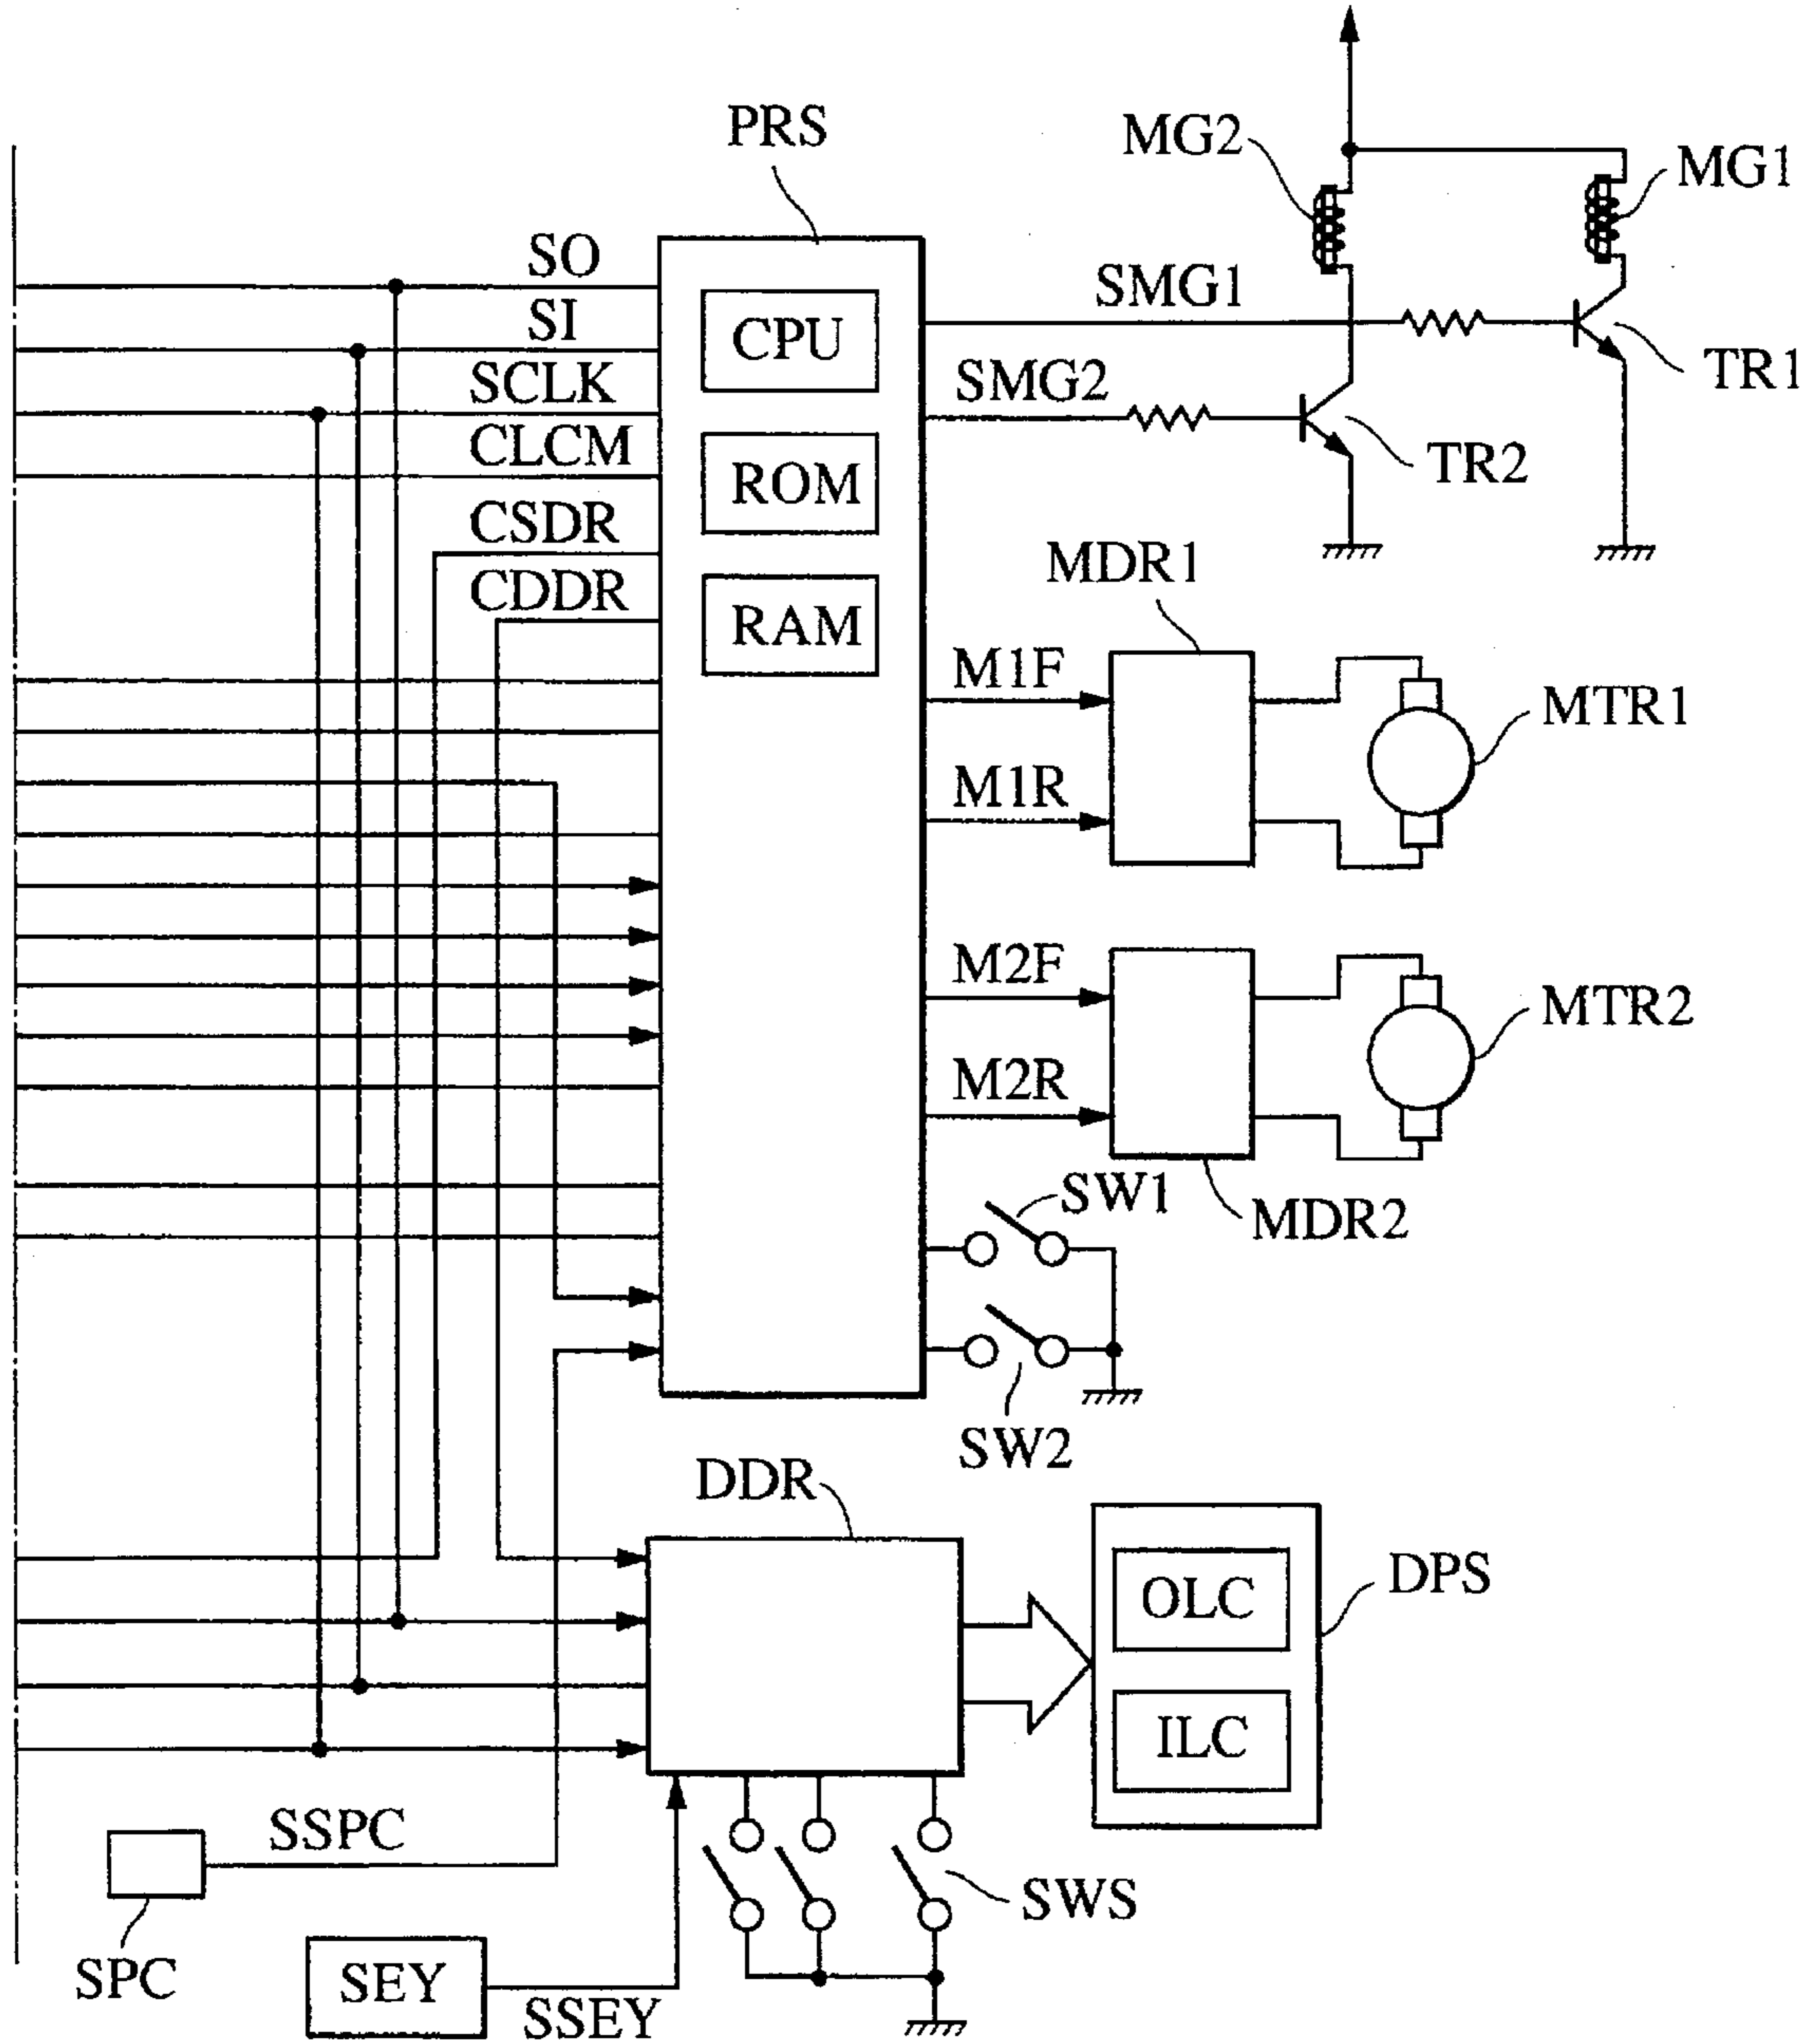 PRS
MG2
MG1
SO
SI
SCLK
CLCM
CSDR
CDDR
CPU
ROM
RAM
SMG1
SMG2
TR1
TR2
MDR1
M1F
M1R
MTR1
M2F
M2R
MTR2
MDR2
SW1
SW2
DDR
OLC
ILC
DPS
SSPC
SPC
SEY
SSEY
SWS